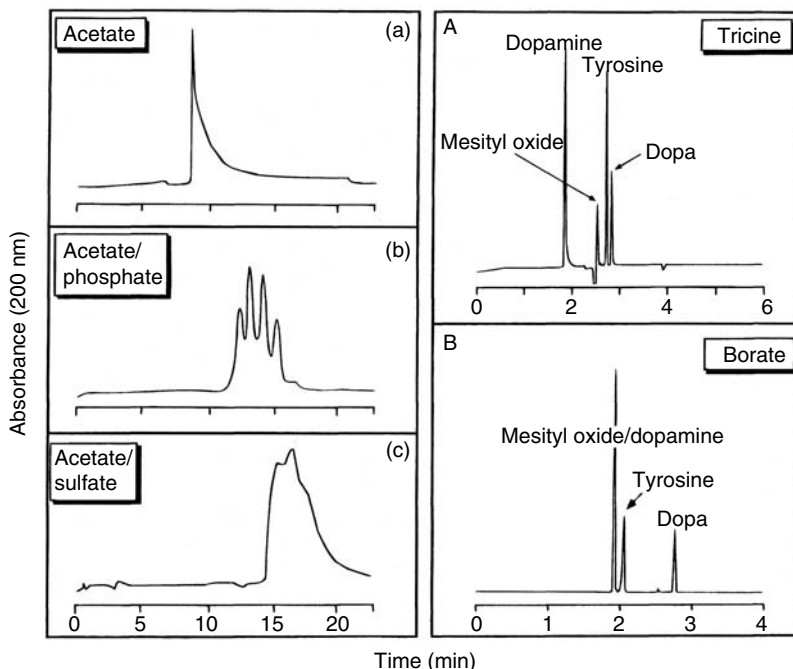 Absorbance (200 nm)
Acetate
(a)
Acetate/
phosphate
(b)
Acetate/
sulfate
(c)
0 5 10 15 20
A
Tricine
Dopamine
Tyrosine
Mesityl oxide
Dopa
0 2 4 6
B
Borate
Mesityl oxide/dopamine
Tyrosine
Dopa
0 1 2 3 4
Time (min)